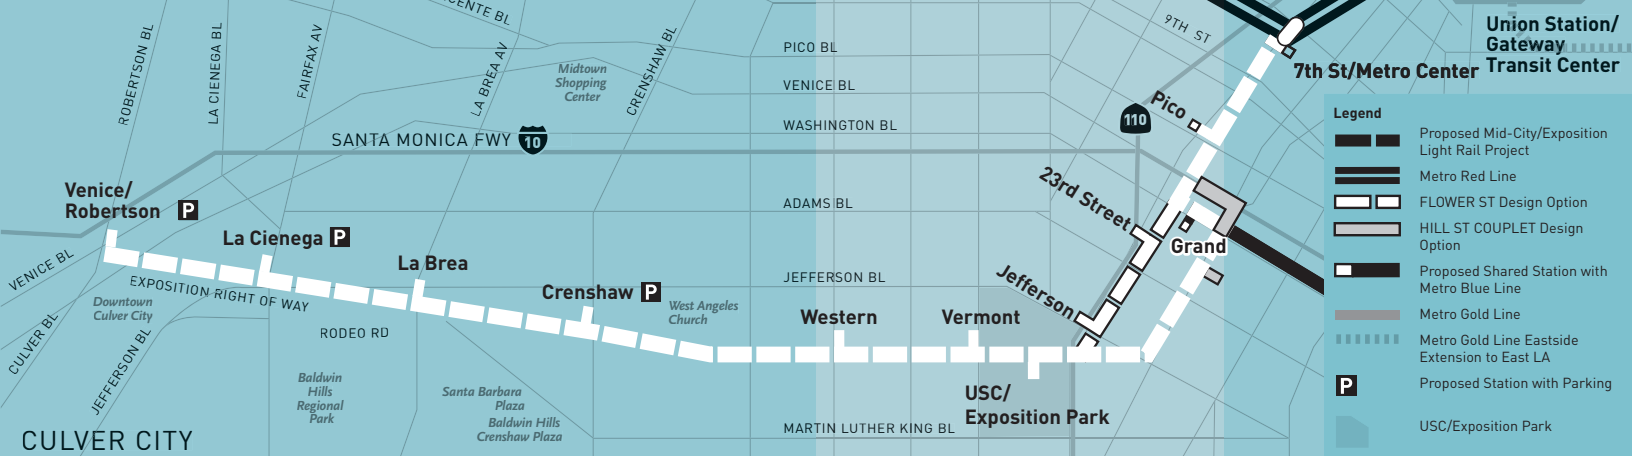 CENTE BL
9TH ST
Union Station/
Gateway
Transit Center
ROBERTSON BL
LA CIENEGA BL
FAIRFAX AV
LA BREA AV
CRENSHAW BL
PICO BL
7th St/Metro Center
Midtown
Shopping
Center
VENICE BL
Pico
110
WASHINGTON BL
SANTA MONICA FWY
10
Venice/
Robertson
P
23rd Street
ADAMS BL
La Cienega
P
La Brea
Grand
VENICE BL
EXPOSITION RIGHT OF WAY
Crenshaw
P
JEFFERSON BL
Jefferson
Downtown
Culver City
West Angeles
Church
CULVER BL
JEFFERSON BL
RODEO RD
Western
Vermont
Baldwin
Hills
Regional
Park
Santa Barbara
Plaza
Baldwin Hills
Crenshaw Plaza
USC/
Exposition Park
MARTIN LUTHER KING BL
CULVER CITY
Legend
Proposed Mid-City/Exposition
Light Rail Project
Metro Red Line
FLOWER ST Design Option
HILL ST COUPLET Design
Option
Proposed Shared Station with
Metro Blue Line
Metro Gold Line
Metro Gold Line Eastside
Extension to East LA
P
Proposed Station with Parking
USC/Exposition Park